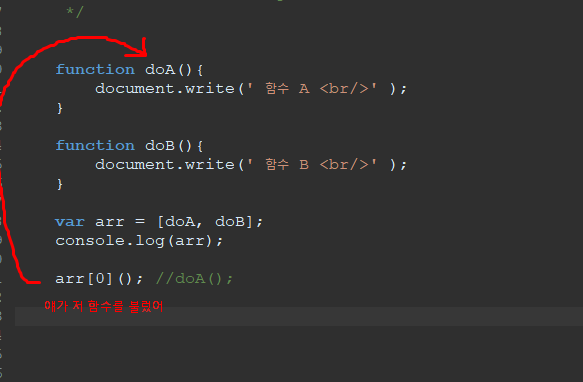 */
function doA(){
document.write(' 함수 A <br/>' );
}
function doB(){
document.write(' 함수 B <br/>' );
}
var arr = [doA, doB];
console.log(arr);
arr[0](); //doA();
얘가 저 함수를 불렀어